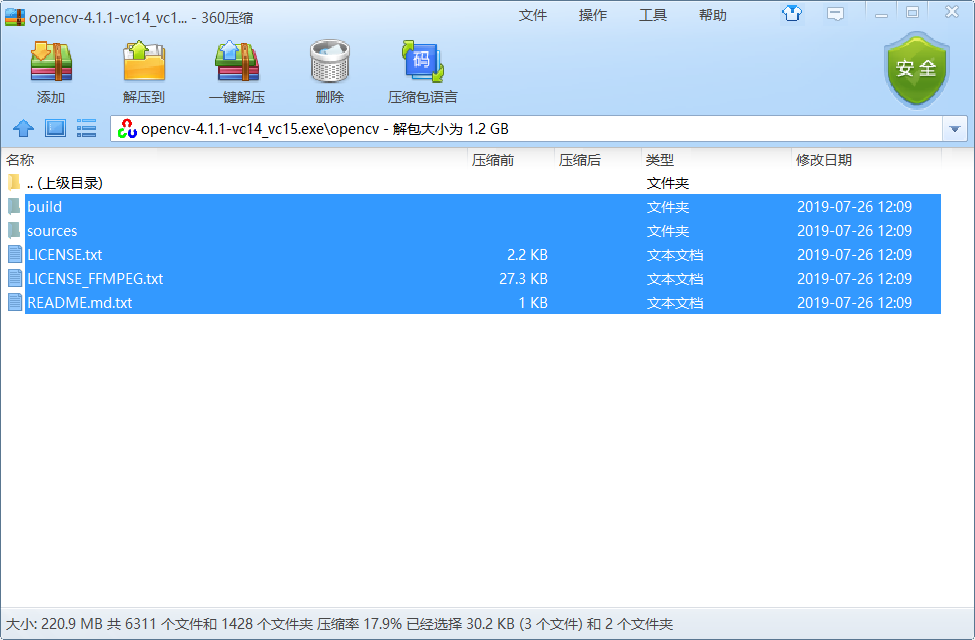 opencv-4.1.1-vc14_vc1... - 360压缩 文件 操作 工具 帮助
添加 解压到 一键解压 删除 压缩包语言 安全
码
opencv-4.1.1-vc14_vc15.exe\opencv - 解包大小为 1.2 GB
名称 压缩前 压缩后 类型 修改日期
.. (上级目录) 文件夹
build 文件夹 2019-07-26 12:09
sources 文件夹 2019-07-26 12:09
LICENSE.txt 2.2 KB 文本文档 2019-07-26 12:09
LICENSE_FFMPEG.txt 27.3 KB 文本文档 2019-07-26 12:09
README.md.txt 1 KB 文本文档 2019-07-26 12:09
大小: 220.9 MB 共 6311 个文件和 1428 个文件夹 压缩率 17.9% 已经选择 30.2 KB (3 个文件) 和 2 个文件夹